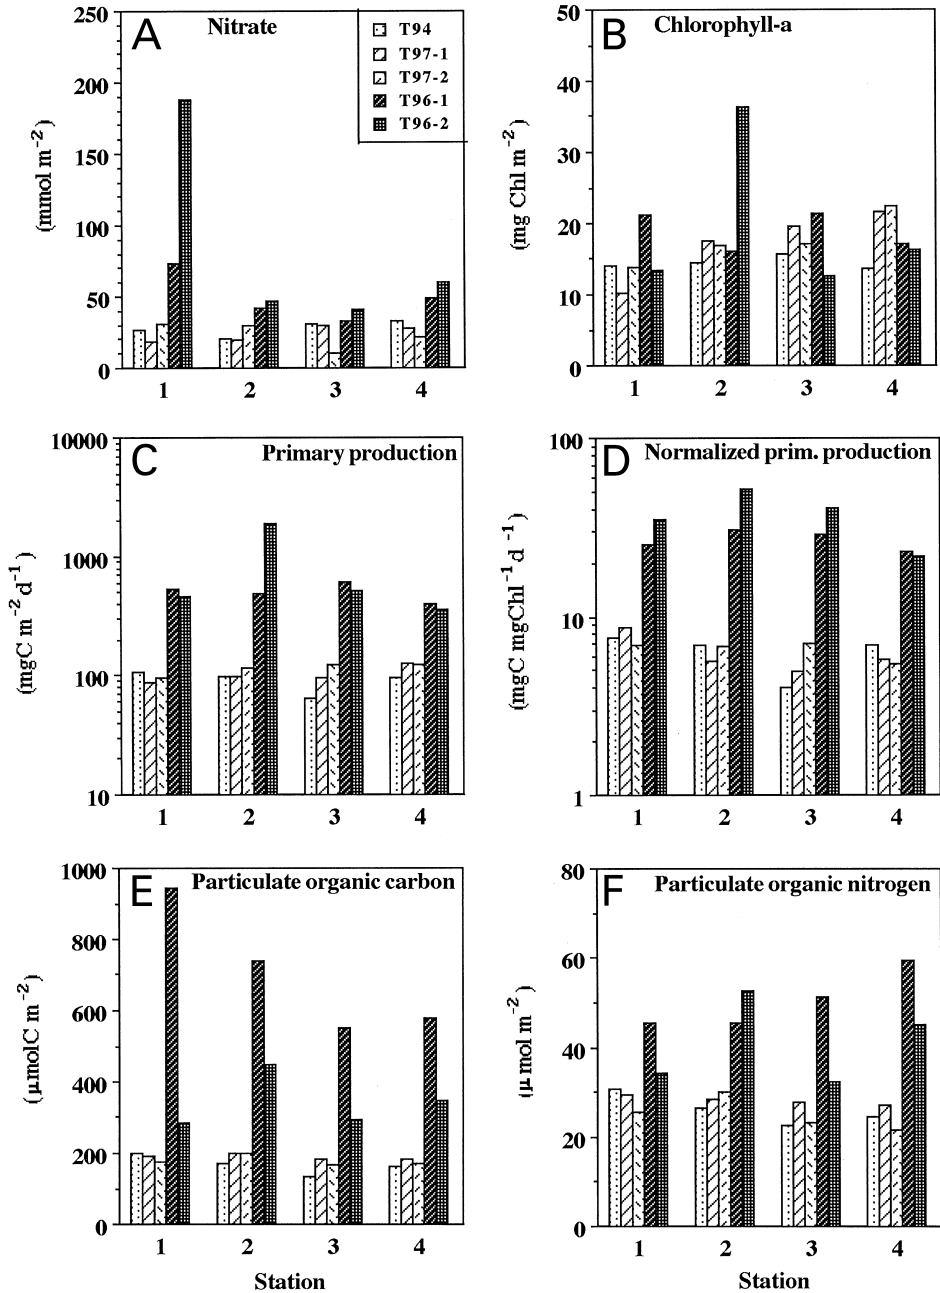 A Nitrate
T94
T97-1
T97-2
T96-1
T96-2
(mmol m⁻²)
250
200
150
100
50
0
1 2 3 4
B Chlorophyll-a
(mg Chl m⁻²)
50
40
30
20
10
0
1 2 3 4
C Primary production
(mgC m⁻² d⁻¹)
10000
1000
100
10
1 2 3 4
D Normalized prim. production
(mgC mgChl⁻¹ d⁻¹)
100
10
1
1 2 3 4
E Particulate organic carbon
(μmolC m⁻²)
1000
800
600
400
200
0
1 2 3 4
Station
F Particulate organic nitrogen
(μmol m⁻²)
80
60
40
20
0
1 2 3 4
Station